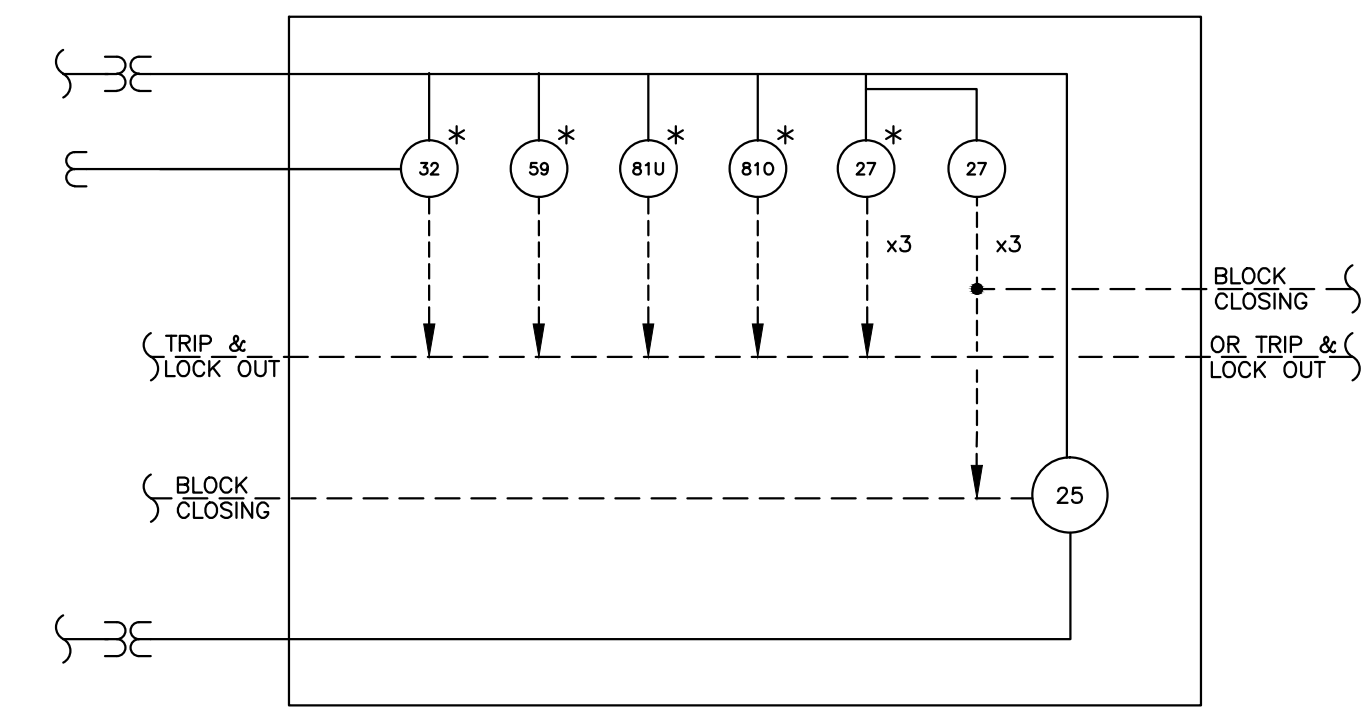 * * * * *
32 59 81U 81O 27 27
x3 x3
BLOCK
CLOSING
TRIP &
LOCK OUT
OR TRIP &
LOCK OUT
BLOCK
CLOSING
25